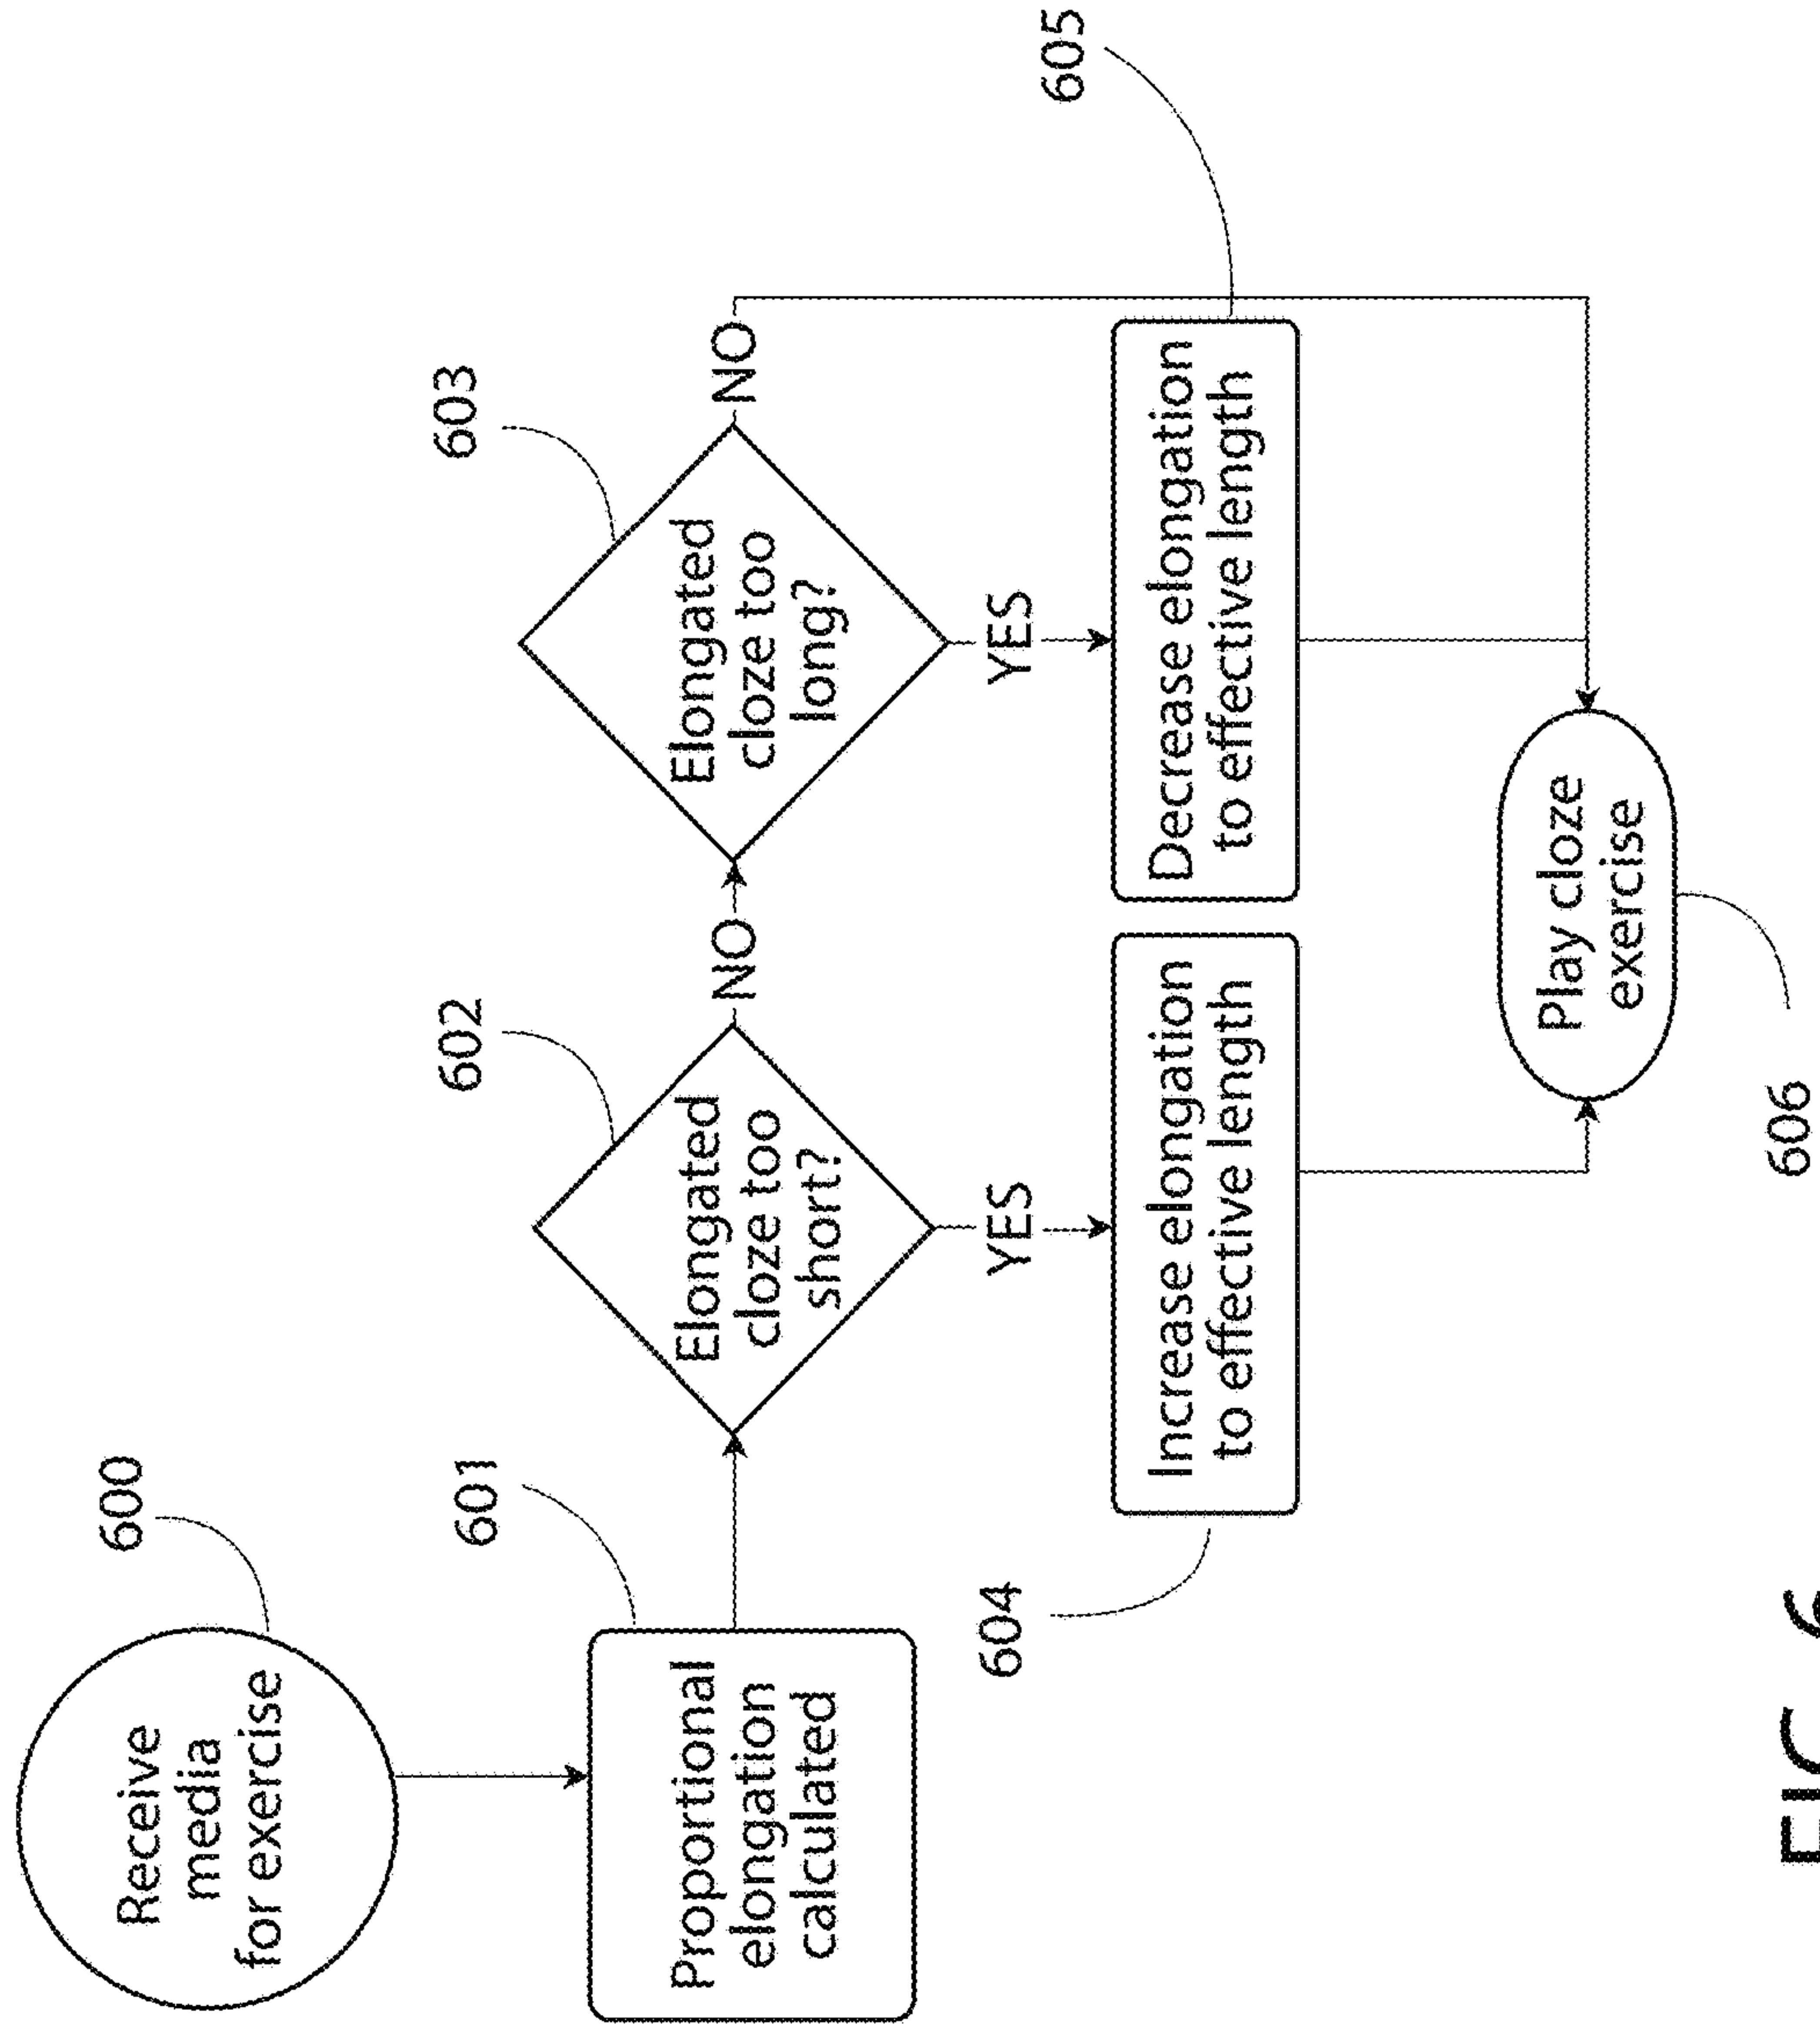 600
Receive
media
for exercise
601
Proportional
elongation
calculated
602
Elongated
cloze too
short?
NO
603
Elongated
cloze too
long?
NO
YES
YES
604
Increase elongation
to effective length
605
Decrease elongation
to effective length
Play cloze
exercise
606
FIG. 6